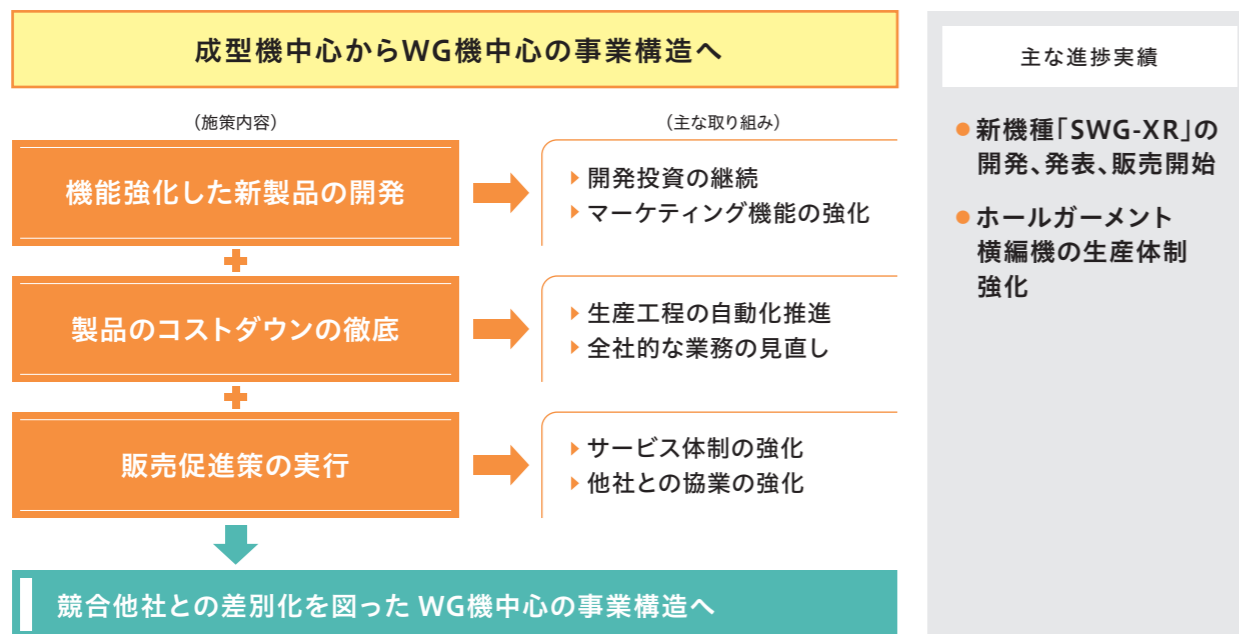 成型機中心からWG機中心の事業構造へ
（施策内容）
（主な取り組み）
機能強化した新製品の開発
開発投資の継続
マーケティング機能の強化
製品のコストダウンの徹底
生産工程の自動化推進
全社的な業務の見直し
販売促進策の実行
サービス体制の強化
他社との協業の強化
競合他社との差別化を図った WG機中心の事業構造へ
主な進捗実績
新機種「SWG-XR」の
開発、発表、販売開始
ホールガーメント
横編機の生産体制
強化